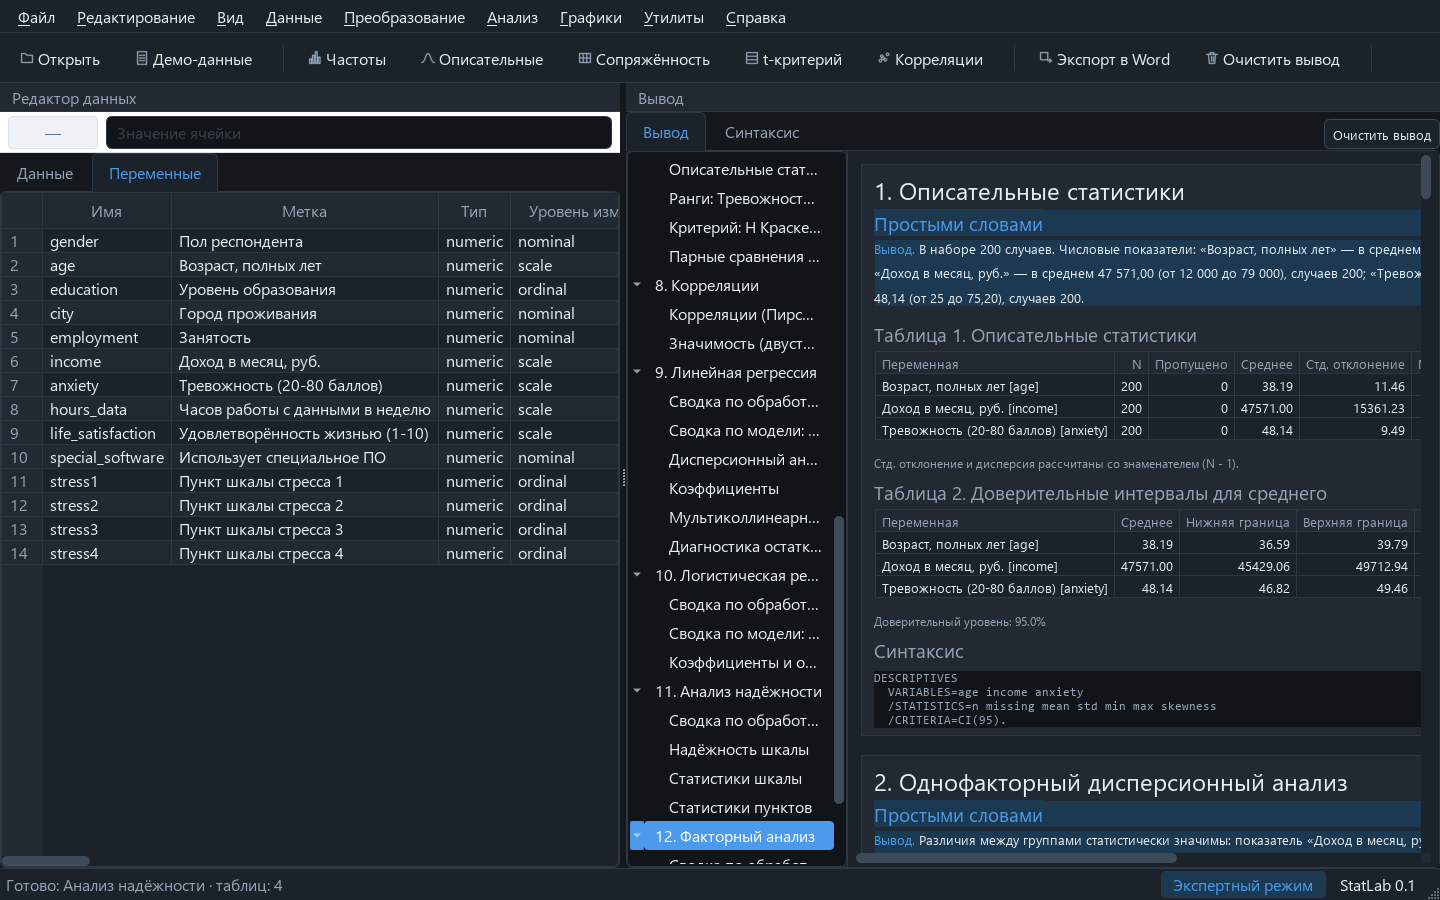 Файл Редактирование Вид Данные Преобразование Анализ Графики Утилиты Справка
Открыть Демо-данные Частоты Описательные Сопряжённость t-критерий Корреляции Экспорт в Word Очистить вывод
Редактор данных
— Значение ячейки
Данные Переменные
Имя Метка Тип Уровень изм
1 gender Пол респондента numeric nominal
2 age Возраст, полных лет numeric scale
3 education Уровень образования numeric ordinal
4 city Город проживания numeric nominal
5 employment Занятость numeric nominal
6 income Доход в месяц, руб. numeric scale
7 anxiety Тревожность (20-80 баллов) numeric scale
8 hours_data Часов работы с данными в неделю numeric scale
9 life_satisfaction Удовлетворённость жизнью (1-10) numeric scale
10 special_software Использует специальное ПО numeric nominal
11 stress1 Пункт шкалы стресса 1 numeric ordinal
12 stress2 Пункт шкалы стресса 2 numeric ordinal
13 stress3 Пункт шкалы стресса 3 numeric ordinal
14 stress4 Пункт шкалы стресса 4 numeric ordinal
Вывод
Вывод Синтаксис Очистить вывод
Описательные стат...
Ранги: Тревожност...
Критерий: H Краске...
Парные сравнения ...
8. Корреляции
Корреляции (Пирс...
Значимость (двуст...
9. Линейная регрессия
Сводка по обработ...
Сводка по модели: ...
Дисперсионный ан...
Коэффициенты
Мультиколлинеарн...
Диагностика остатк...
10. Логистическая ре...
Сводка по обработ...
Сводка по модели: ...
Коэффициенты и о...
11. Анализ надёжности
Сводка по обработ...
Надёжность шкалы
Статистики шкалы
Статистики пунктов
12. Факторный анализ
Сводка по обработ
1. Описательные статистики
Простыми словами
Вывод. В наборе 200 случаев. Числовые показатели: «Возраст, полных лет» — в среднем
«Доход в месяц, руб.» — в среднем 47 571,00 (от 12 000 до 79 000), случаев 200; «Тревож
48,14 (от 25 до 75,20), случаев 200.
Таблица 1. Описательные статистики
Переменная N Пропущено Среднее Стд. отклонение
Возраст, полных лет [age] 200 0 38.19 11.46
Доход в месяц, руб. [income] 200 0 47571.00 15361.23
Тревожность (20-80 баллов) [anxiety] 200 0 48.14 9.49
Стд. отклонение и дисперсия рассчитаны со знаменателем (N - 1).
Таблица 2. Доверительные интервалы для среднего
Переменная Среднее Нижняя граница Верхняя граница
Возраст, полных лет [age] 38.19 36.59 39.79
Доход в месяц, руб. [income] 47571.00 45429.06 49712.94
Тревожность (20-80 баллов) [anxiety] 48.14 46.82 49.46
Доверительный уровень: 95.0%
Синтаксис
DESCRIPTIVES
VARIABLES=age income anxiety
/STATISTICS=n missing mean std min max skewness
/CRITERIA=CI(95).
2. Однофакторный дисперсионный анализ
Простыми словами
Вывод. Различия между группами статистически значимы: показатель «Доход в месяц, ру
Готово: Анализ надёжности · таблиц: 4 Экспертный режим StatLab 0.1